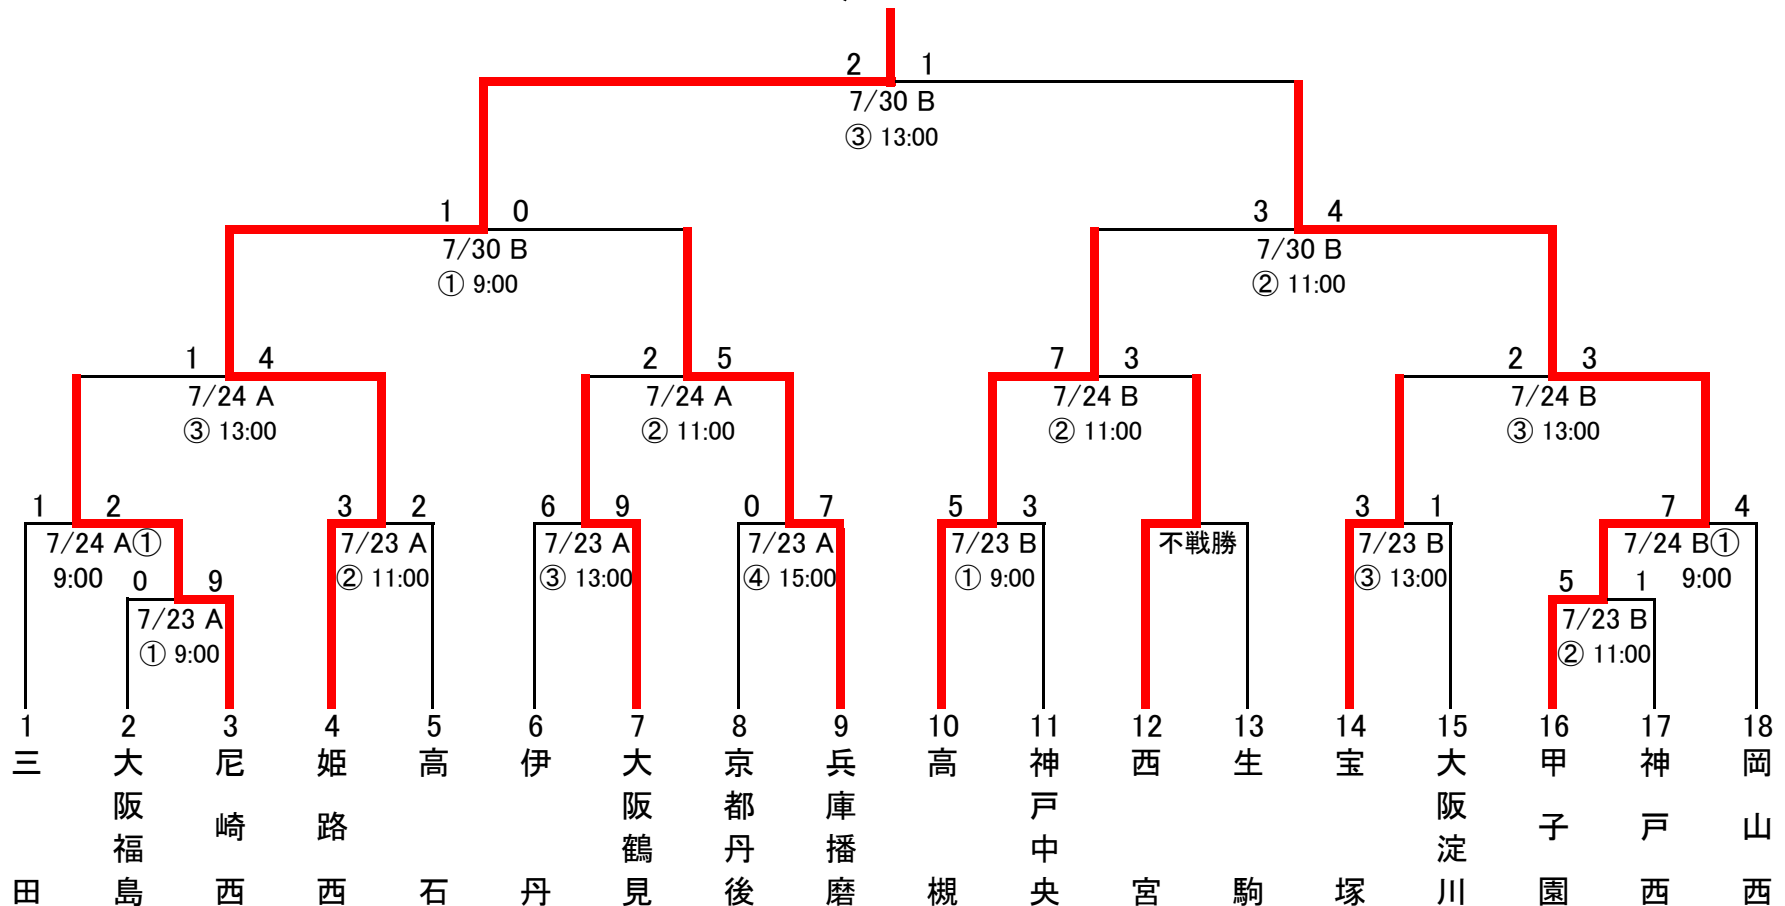 2 1
7/30 B
③ 13:00
1 0
7/30 B
① 9:00
3 4
7/30 B
② 11:00
1 4
7/24 A
③ 13:00
2 5
7/24 A
② 11:00
7 3
7/24 B
② 11:00
2 3
7/24 B
③ 13:00
1 2
7/24 A①
9:00
3 2
7/23 A
② 11:00
6 9
7/23 A
③ 13:00
0 7
7/23 A
④ 15:00
5 3
7/23 B
① 9:00
不戦勝
3 1
7/23 B
③ 13:00
7 4
7/24 B①
9:00
0 9
7/23 A
① 9:00
5 1
7/23 B
② 11:00
1
三田
2
大阪福島
3
尼崎西
4
姫路西
5
高石
6
伊丹
7
大阪鶴見
8
京都丹後
9
兵庫播磨
10
高槻
11
神戸中央
12
西宮
13
生駒
14
宝塚
15
大阪淀川
16
甲子園
17
神戸西
18
岡山西